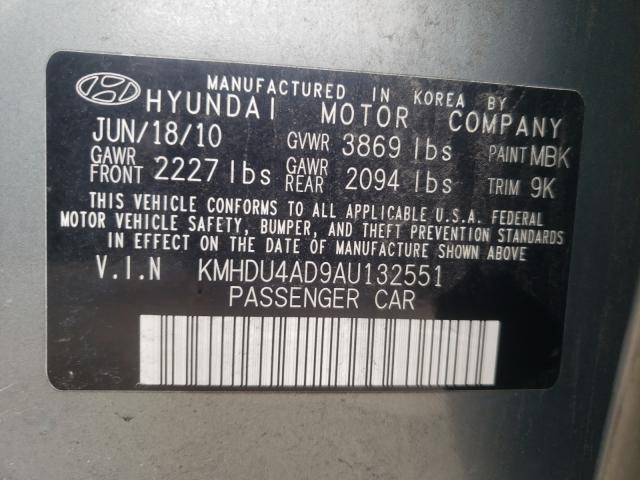 MANUFACTURED IN KOREA BY
HYUNDAI MOTOR COMPANY
JUN/18/10 GVWR 3869 lbs PAINT MBK
GAWR FRONT 2227 lbs GAWR REAR 2094 lbs TRIM 9K
THIS VEHICLE CONFORMS TO ALL APPLICABLE U.S.A. FEDERAL
MOTOR VEHICLE SAFETY, BUMPER, AND THEFT PREVENTION STANDARDS
IN EFFECT ON THE DATE OF MANUFACTURE SHOWN ABOVE
V.I.N KMHDU4AD9AU132551
PASSENGER CAR